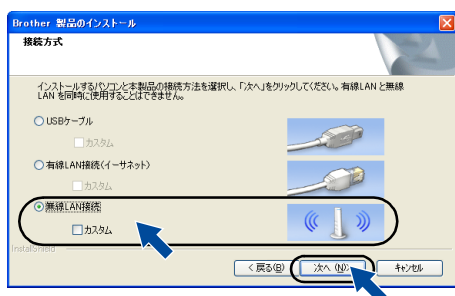 Brother 製品のインストール
接続方式
インストールするパソコンと本製品の接続方法を選択し、「次へ」をクリックしてください。有線LAN と無線
LAN を同時に使用することはできません。
USBケーブル
カスタム
有線LAN接続(イーサネット)
カスタム
無線LAN接続
カスタム
InstallShield
< 戻る(B)
次へ (N)>
キャンセル